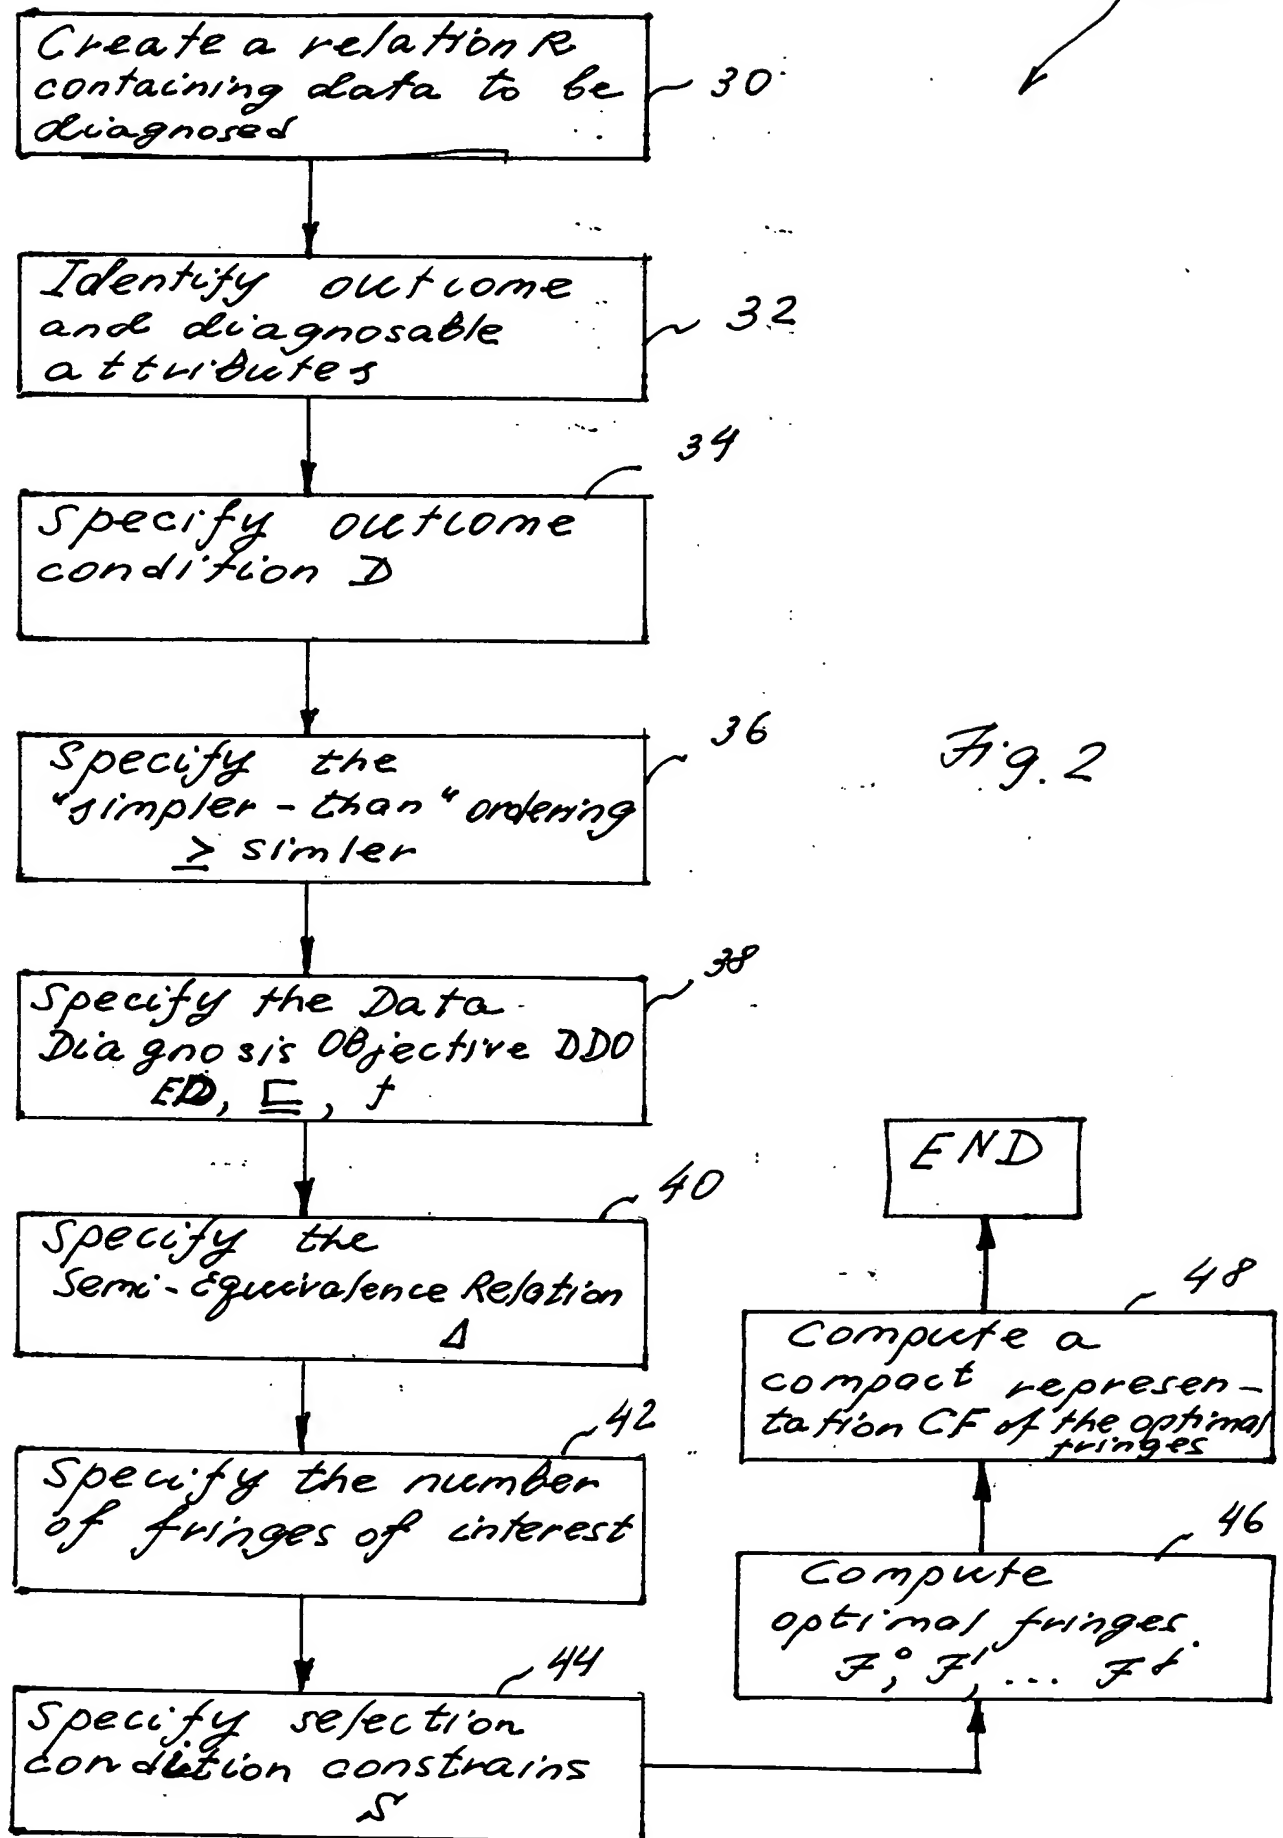 Create a relation R
containing data to be
diagnosed
30
Identify outcome
and diagnosable
attributes
32
34
Specify outcome
condition D
36
Specify the
"simpler-than" ordering
≥ simler
Fig. 2
38
Specify the Data
Diagnosis Objective DDO
ED, ⊑, f
40
Specify the
Semi-Equivalence Relation
Δ
42
Specify the number
of fringes of interest
44
Specify selection
condition constrains
S
46
Compute
optimal fringes
F⁰, F¹, ... Fᶠ
48
Compute a
compact represen-
tation CF of the optimal
fringes
END